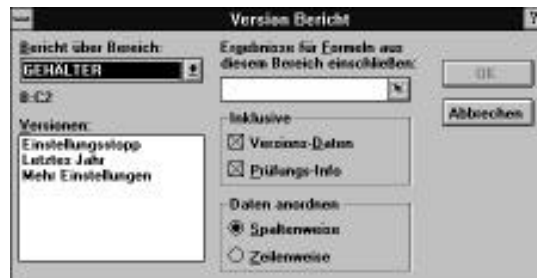 Version Bericht
?
Bericht über Bereich:
GEHÄLTER
B:C2
Versionen:
Einstellungsstopp
Letztes Jahr
Mehr Einstellungen
Ergebnisse für Formeln aus
diesem Bereich einschließen:
Inklusive
Versions-Daten
Prüfungs-Info
Daten anordnen
Spaltenweise
Zeilenweise
OK
Abbrechen